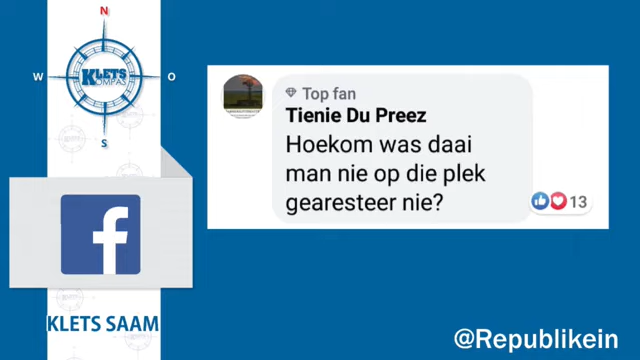 N
W
O
S
KLETS
KOMPAS
Top fan
Tienie Du Preez
Hoekom was daai
man nie op die plek
gearesteer nie?
13
f
KLETS SAAM
@Republikein